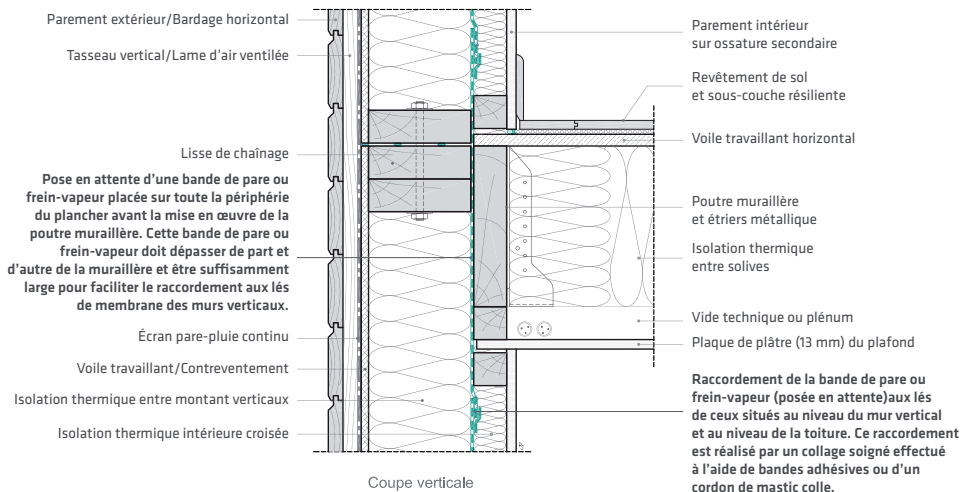 Parement extérieur/Bardage horizontal
Tasseau vertical/Lame d'air ventilée
Lisse de chaînage
Pose en attente d'une bande de pare ou
frein-vapeur placée sur toute la périphérie
du plancher avant la mise en œuvre de la
poutre muraillère. Cette bande de pare ou
frein-vapeur doit dépasser de part et
d'autre de la muraillère et être suffisamment
large pour faciliter le raccordement aux lés
de membrane des murs verticaux.
Écran pare-pluie continu
Voile travaillant/Contreventement
Isolation thermique entre montant verticaux
Isolation thermique intérieure croisée
Parement intérieur
sur ossature secondaire
Revêtement de sol
et sous-couche résiliente
Voile travaillant horizontal
Poutre muraillère
et étriers métallique
Isolation thermique
entre solives
Vide technique ou plénum
Plaque de plâtre (13 mm) du plafond
Raccordement de la bande de pare ou
frein-vapeur (posée en attente)aux lés
de ceux situés au niveau du mur vertical
et au niveau de la toiture. Ce raccordement
est réalisé par un collage soigné effectué
à l'aide de bandes adhésives ou d'un
cordon de mastic colle.
Coupe verticale